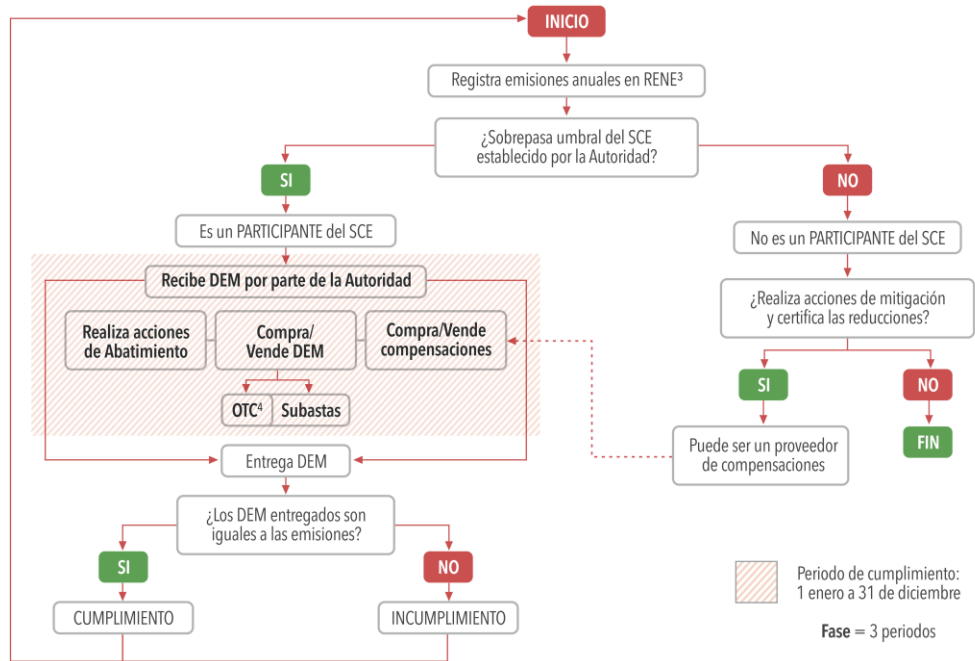 INICIO
Registra emisiones anuales en RENE³
¿Sobrepasa umbral del SCE
establecido por la Autoridad?
SI
NO
Es un PARTICIPANTE del SCE
No es un PARTICIPANTE del SCE
Recibe DEM por parte de la Autoridad
¿Realiza acciones de mitigación
y certifica las reducciones?
Realiza acciones
de Abatimiento
Compra/
Vende DEM
Compra/Vende
compensaciones
SI
NO
OTC⁴
Subastas
FIN
Puede ser un proveedor
de compensaciones
Entrega DEM
¿Los DEM entregados son
iguales a las emisiones?
SI
NO
CUMPLIMIENTO
INCUMPLIMIENTO
Periodo de cumplimiento:
1 enero a 31 de diciembre
Fase = 3 periodos